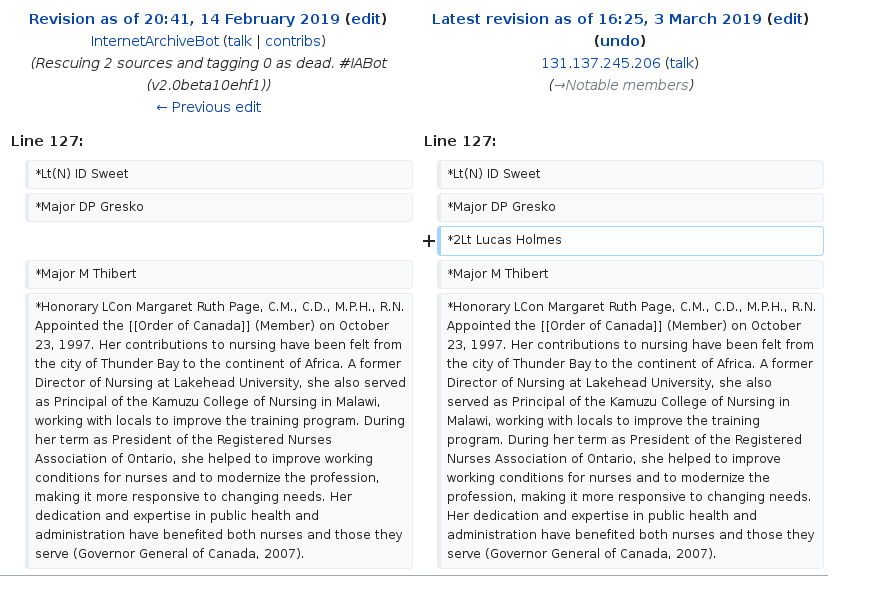 Revision as of 20:41, 14 February 2019 (edit)
InternetArchiveBot (talk | contribs)
(Rescuing 2 sources and tagging 0 as dead. #IABot
(v2.0beta10ehf1))
← Previous edit
Latest revision as of 16:25, 3 March 2019 (edit)
(undo)
131.137.245.206 (talk)
(→Notable members)
Line 127:
Line 127:
*Lt(N) ID Sweet
*Lt(N) ID Sweet
*Major DP Gresko
*Major DP Gresko
+ *2Lt Lucas Holmes
*Major M Thibert
*Major M Thibert
*Honorary LCon Margaret Ruth Page, C.M., C.D., M.P.H., R.N.
Appointed the [[Order of Canada]] (Member) on October
23, 1997. Her contributions to nursing have been felt from
the city of Thunder Bay to the continent of Africa. A former
Director of Nursing at Lakehead University, she also served
as Principal of the Kamuzu College of Nursing in Malawi,
working with locals to improve the training program. During
her term as President of the Registered Nurses
Association of Ontario, she helped to improve working
conditions for nurses and to modernize the profession,
making it more responsive to changing needs. Her
dedication and expertise in public health and
administration have benefited both nurses and those they
serve (Governor General of Canada, 2007).
*Honorary LCon Margaret Ruth Page, C.M., C.D., M.P.H., R.N.
Appointed the [[Order of Canada]] (Member) on October
23, 1997. Her contributions to nursing have been felt from
the city of Thunder Bay to the continent of Africa. A former
Director of Nursing at Lakehead University, she also
served as Principal of the Kamuzu College of Nursing in
Malawi, working with locals to improve the training
program. During her term as President of the Registered
Nurses Association of Ontario, she helped to improve
working conditions for nurses and to modernize the
profession, making it more responsive to changing needs.
Her dedication and expertise in public health and
administration have benefited both nurses and those they
serve (Governor General of Canada, 2007).